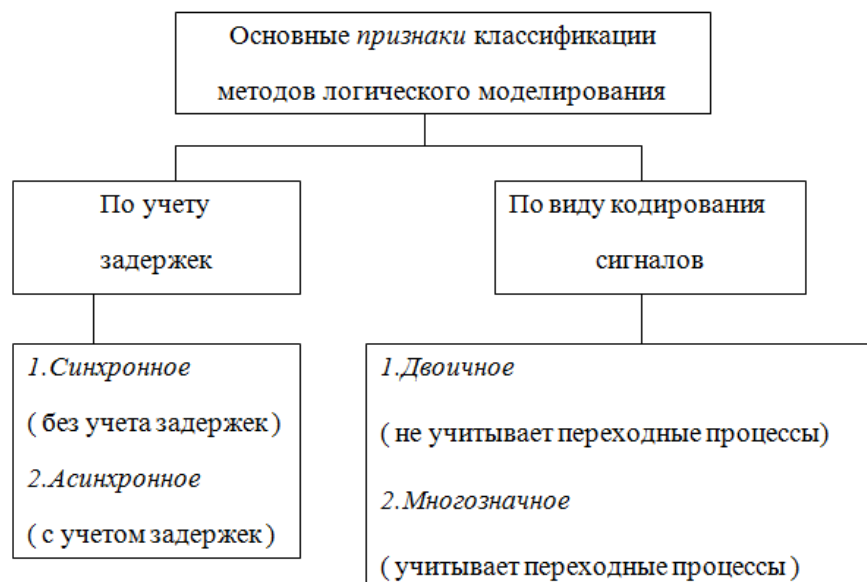 Основные признаки классификации
методов логического моделирования
По учету
задержек
По виду кодирования
сигналов
1.Синхронное
( без учета задержек )
2.Асинхронное
( с учетом задержек )
1.Двоичное
( не учитывает переходные процессы)
2.Многозначное
( учитывает переходные процессы )